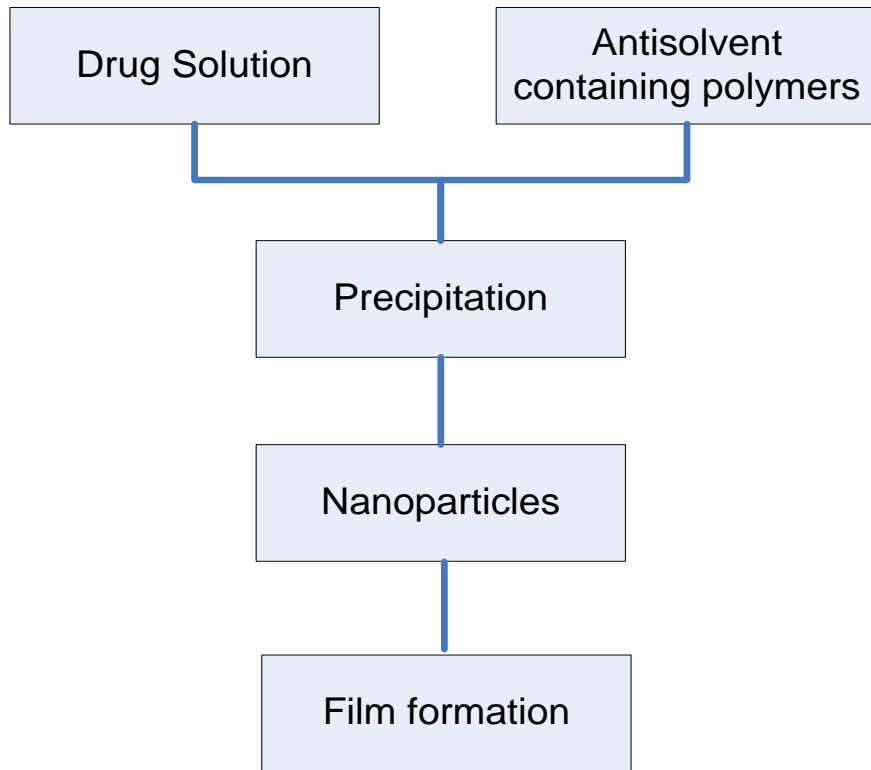 Drug Solution
Antisolvent
containing polymers
Precipitation
Nanoparticles
Film formation